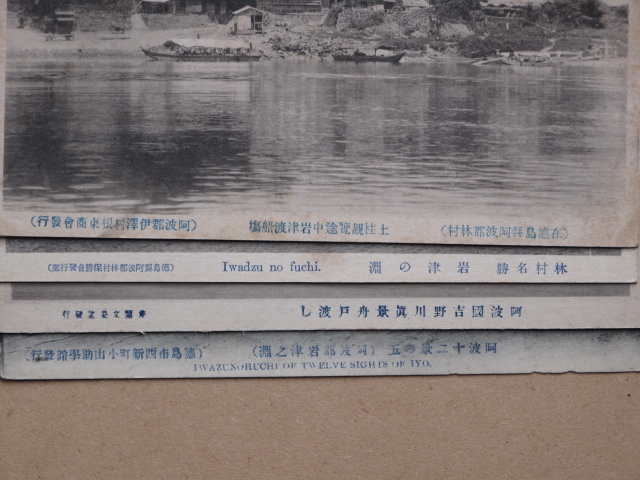 (在德島縣阿波郡林村) 土柱觀覽途中岩津渡船塲 (阿波郡伊澤村根東商會發行)
林村名勝 岩津の淵 Iwadzu no fuchi. (德島縣阿波郡林村保勝會發行部)
阿波國吉野川眞景舟戸渡し
阿波十二景の五 (阿波郡岩津之淵) (德島市西新町小山助學館發行)
IWAZUNOHUCHI OF TWELVE SIGHTS OF IYO.